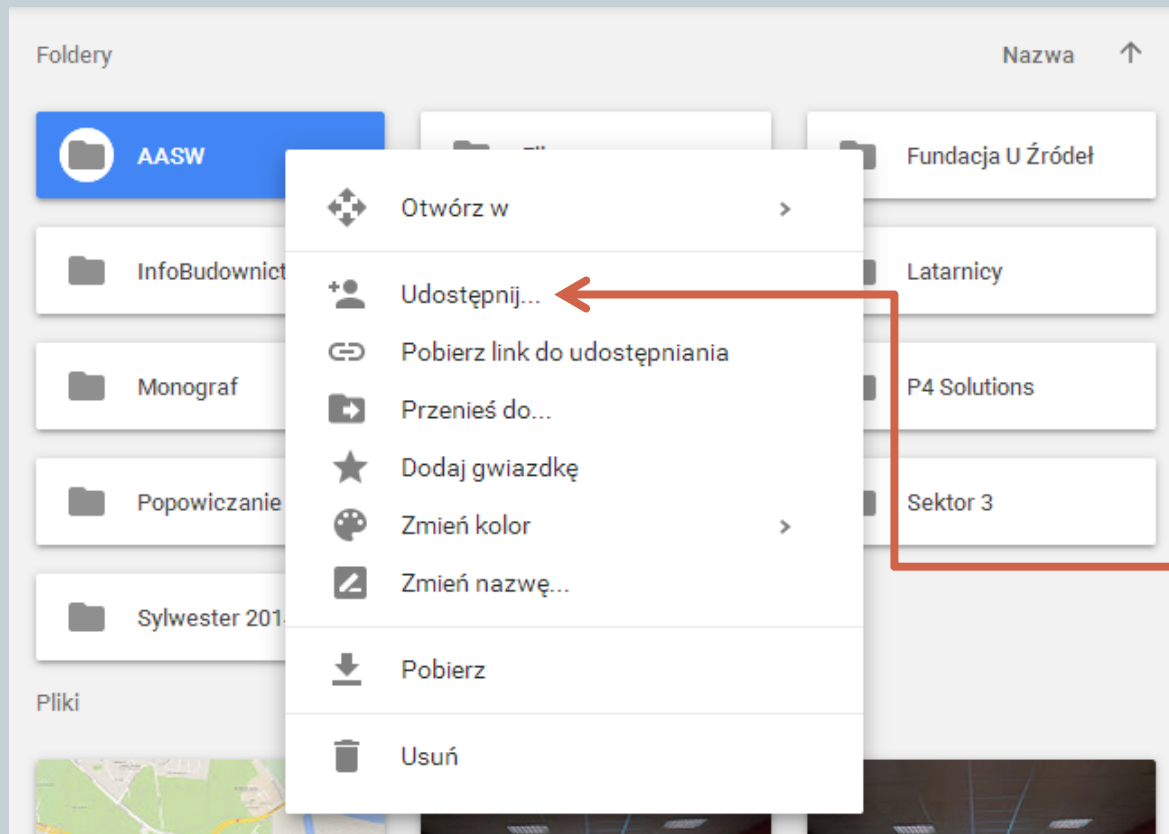 Foldery
Nazwa
AASW
Fundacja U Źródeł
Otwórz w
InfoBudownict
Latarnicy
Udostępnij...
Pobierz link do udostępniania
Monograf
P4 Solutions
Przenieś do...
Dodaj gwiazdkę
Popowiczanie
Sektor 3
Zmień kolor
Zmień nazwę...
Sylwester 201
Pobierz
Pliki
Usuń